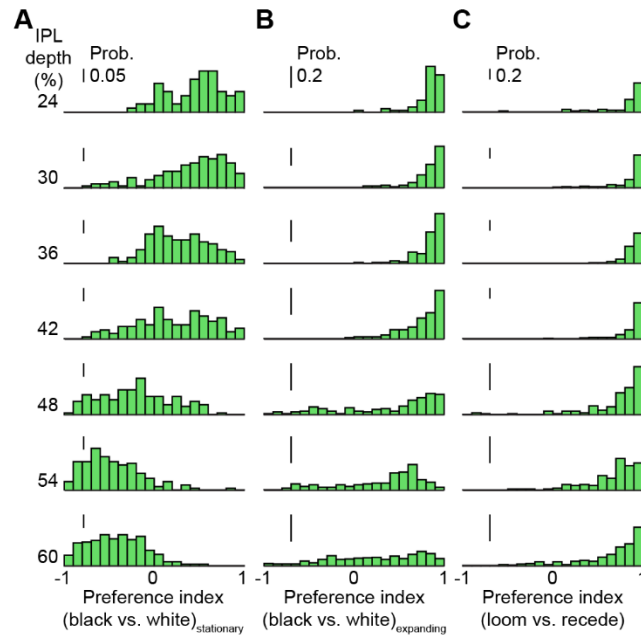 A B C
IPL depth (%)
Prob. 0.05
Prob. 0.2
Prob. 0.2
24
30
36
42
48
54
60
-1 0 1
-1 0 1
-1 0 1
Preference index
(black vs. white)stationary
Preference index
(black vs. white)expanding
Preference index
(loom vs. recede)